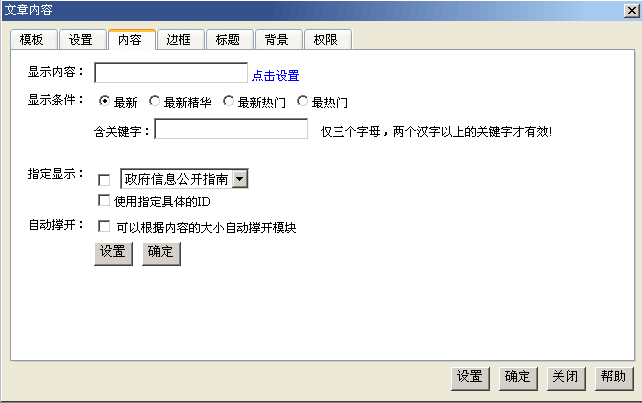 文章内容
模板 设置 内容 边框 标题 背景 权限
显示内容： 点击设置
显示条件： 最新 最新精华 最新热门 最热门
含关键字： 仅三个字母，两个汉字以上的关键字才有效!
指定显示： 政府信息公开指南
使用指定具体的ID
自动撑开： 可以根据内容的大小自动撑开模块
设置 确定
设置 确定 关闭 帮助